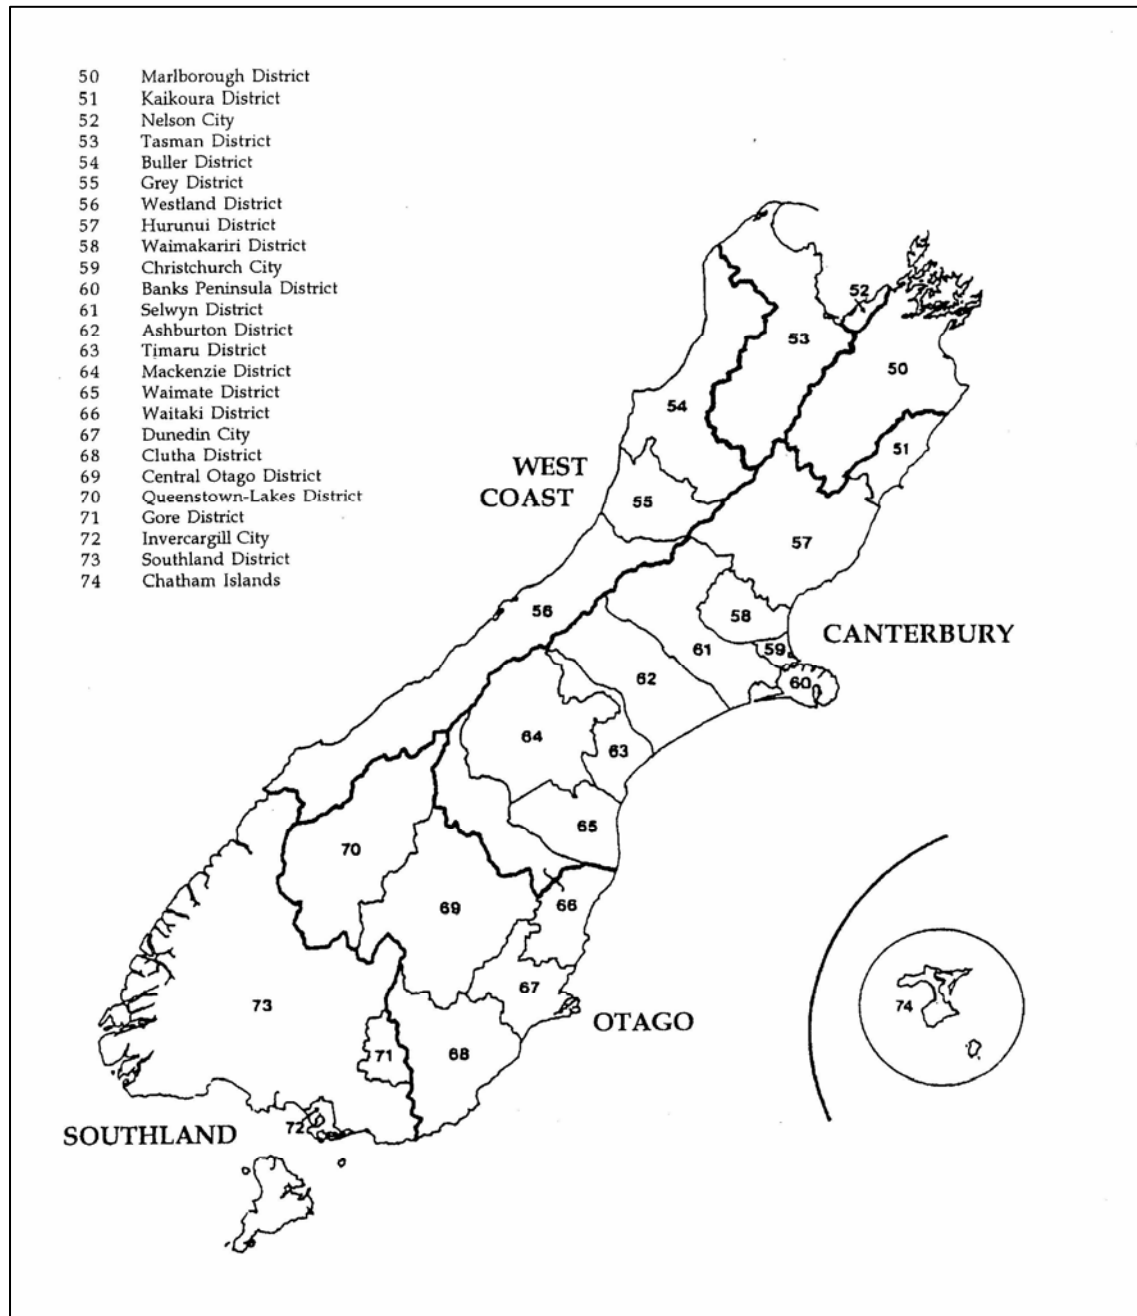 50 Marlborough District
51 Kaikoura District
52 Nelson City
53 Tasman District
54 Buller District
55 Grey District
56 Westland District
57 Hurunui District
58 Waimakariri District
59 Christchurch City
60 Banks Peninsula District
61 Selwyn District
62 Ashburton District
63 Timaru District
64 Mackenzie District
65 Waimate District
66 Waitaki District
67 Dunedin City
68 Clutha District
69 Central Otago District
70 Queenstown-Lakes District
71 Gore District
72 Invercargill City
73 Southland District
74 Chatham Islands
52
53
50
54
51
WEST
COAST
55
57
56
58
CANTERBURY
59
61
62
60
64
63
65
70
66
69
67
73
74
OTAGO
71
68
72
SOUTHLAND